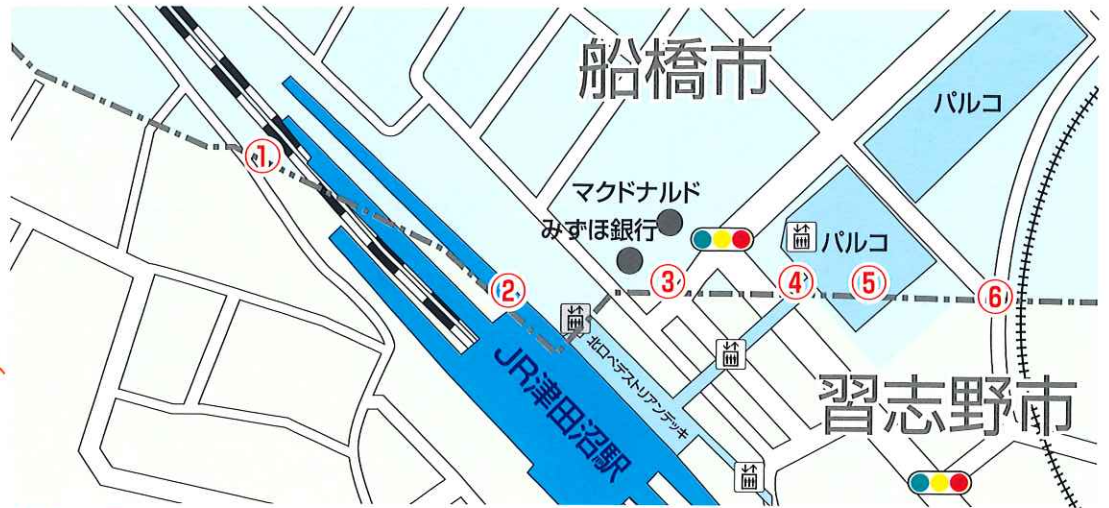 船橋市
パルコ
①
マクドナルド
みずほ銀行
パルコ
②
③
④
⑤
⑥
北口ペデストリアンデッキ
JR津田沼駅
習志野市